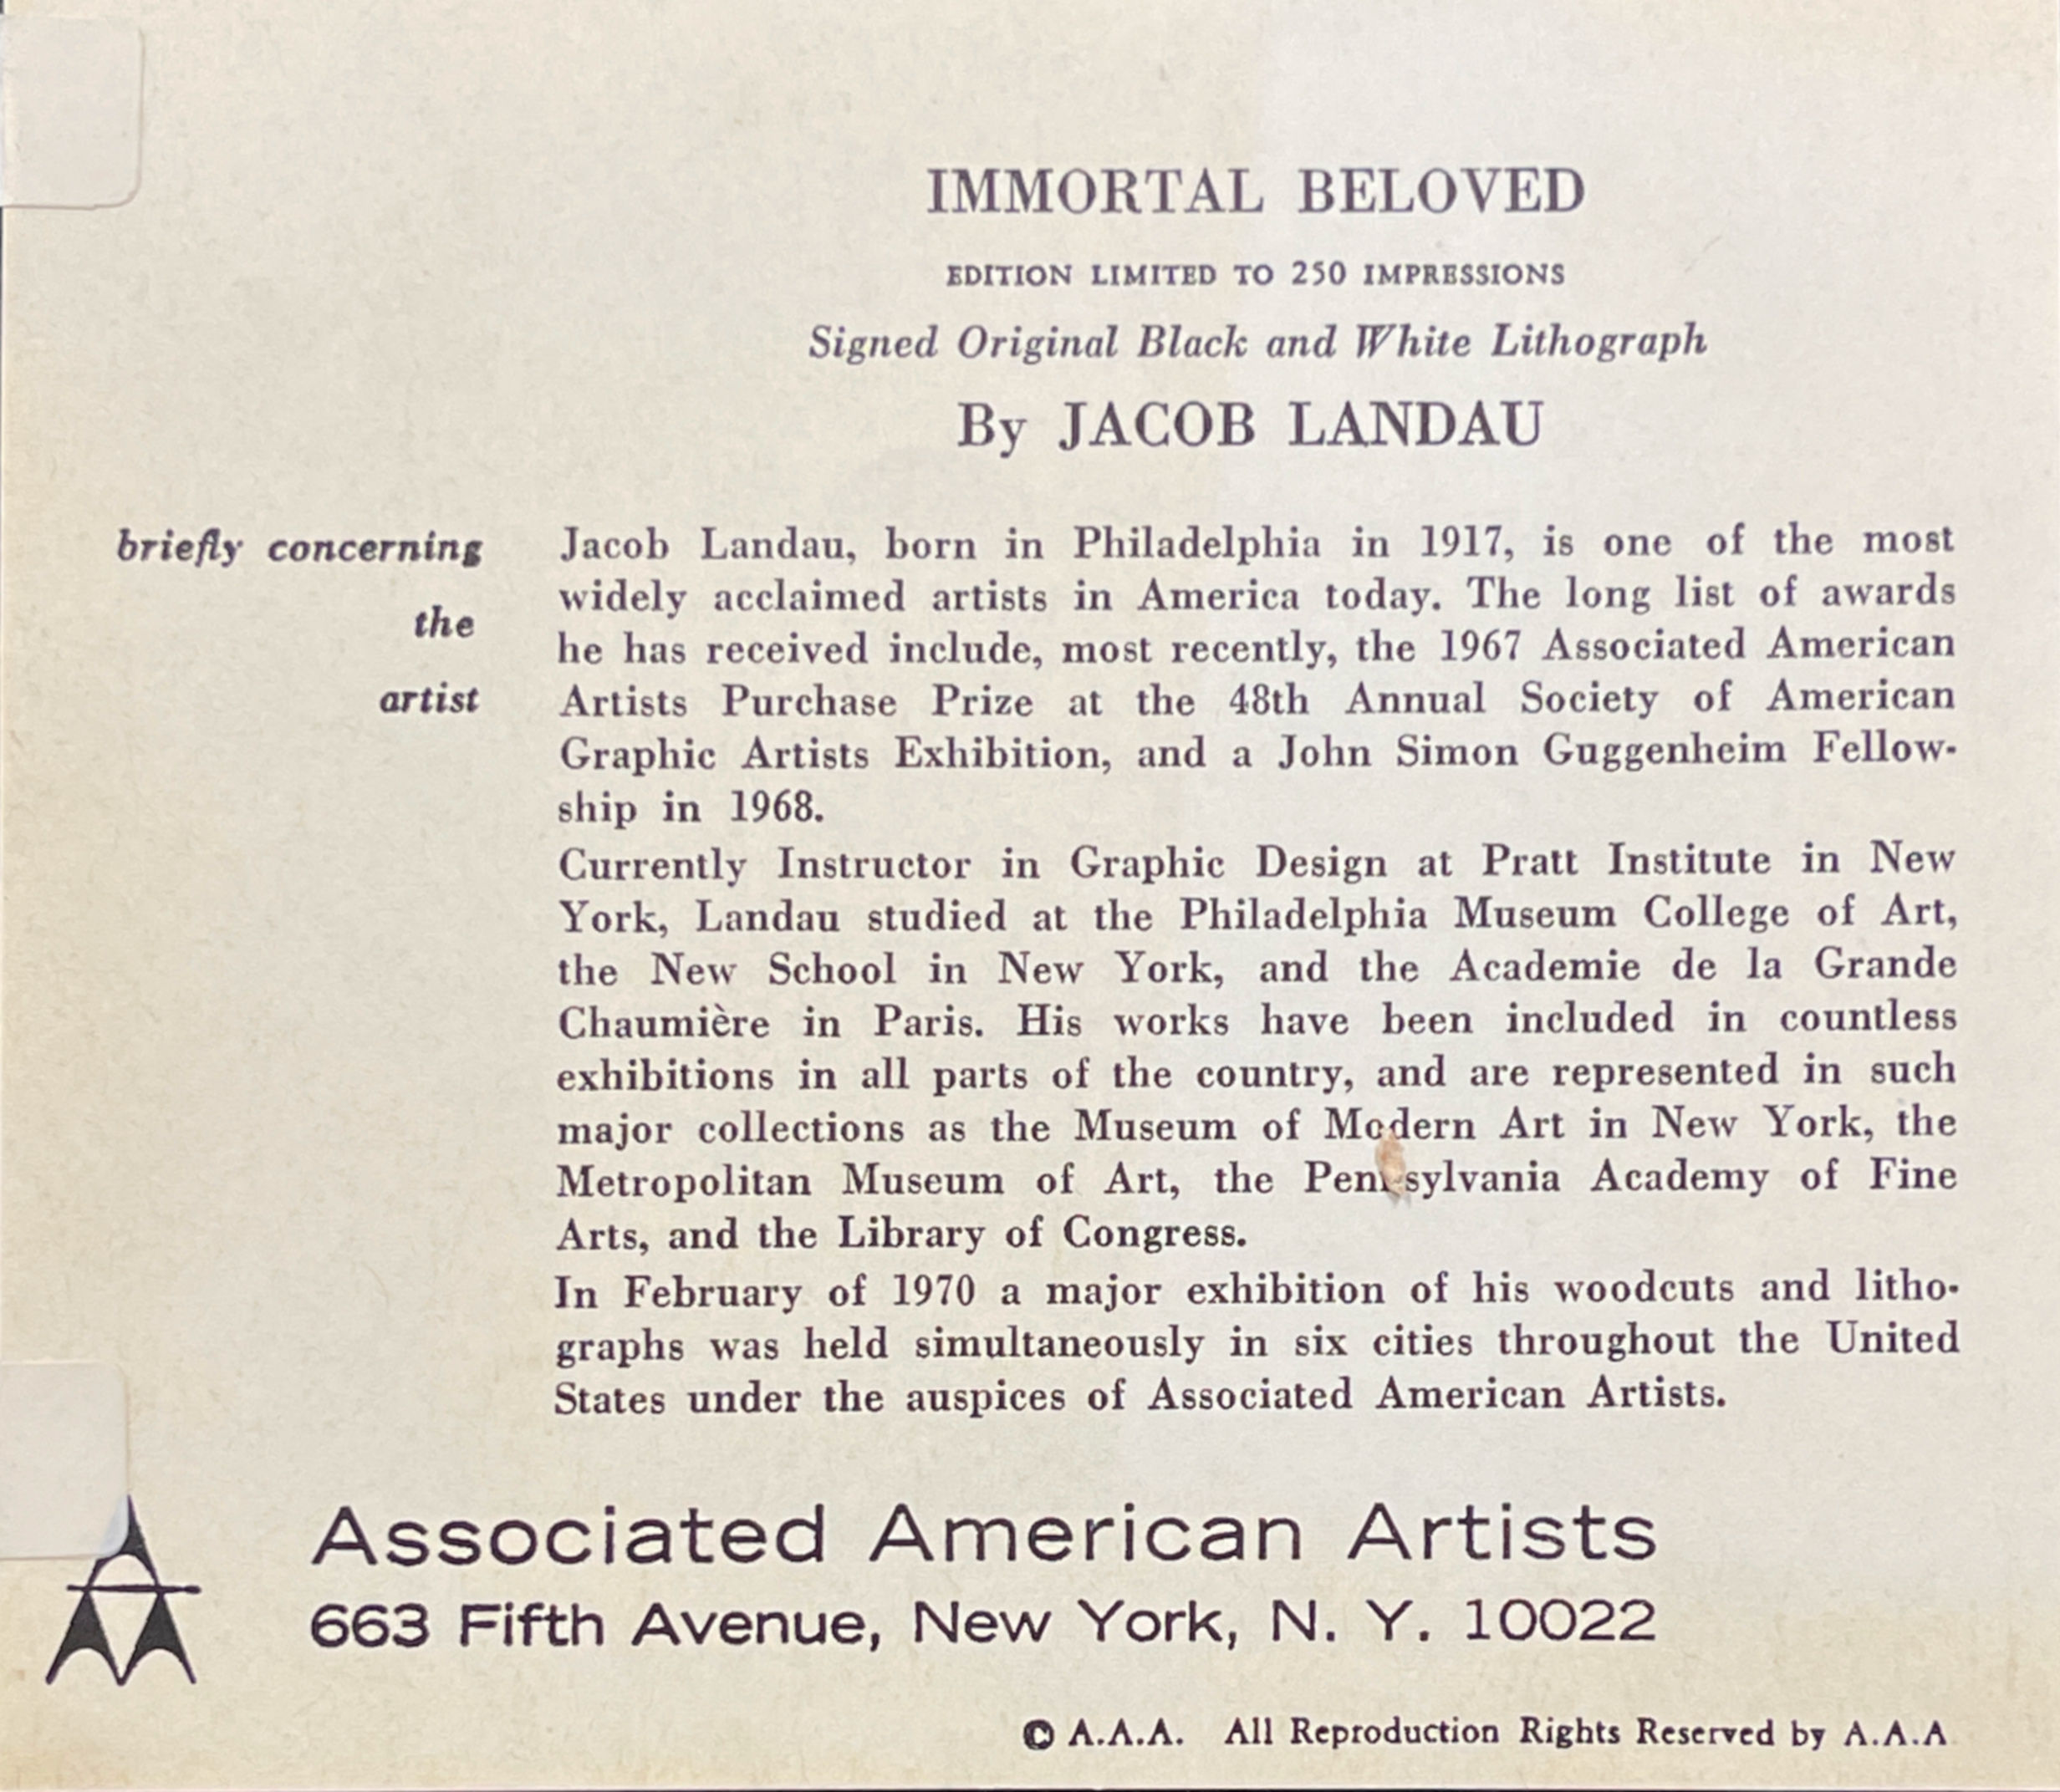 IMMORTAL BELOVED
EDITION LIMITED TO 250 IMPRESSIONS
Signed Original Black and White Lithograph
By JACOB LANDAU
briefly concerning
the
artist
Jacob Landau, born in Philadelphia in 1917, is one of the most
widely acclaimed artists in America today. The long list of awards
he has received include, most recently, the 1967 Associated American
Artists Purchase Prize at the 48th Annual Society of American
Graphic Artists Exhibition, and a John Simon Guggenheim Fellow-
ship in 1968.
Currently Instructor in Graphic Design at Pratt Institute in New
York, Landau studied at the Philadelphia Museum College of Art,
the New School in New York, and the Academie de la Grande
Chaumière in Paris. His works have been included in countless
exhibitions in all parts of the country, and are represented in such
major collections as the Museum of Modern Art in New York, the
Metropolitan Museum of Art, the Pennsylvania Academy of Fine
Arts, and the Library of Congress.
In February of 1970 a major exhibition of his woodcuts and litho-
graphs was held simultaneously in six cities throughout the United
States under the auspices of Associated American Artists.
Associated American Artists
663 Fifth Avenue, New York, N. Y. 10022
© A.A.A. All Reproduction Rights Reserved by A.A.A